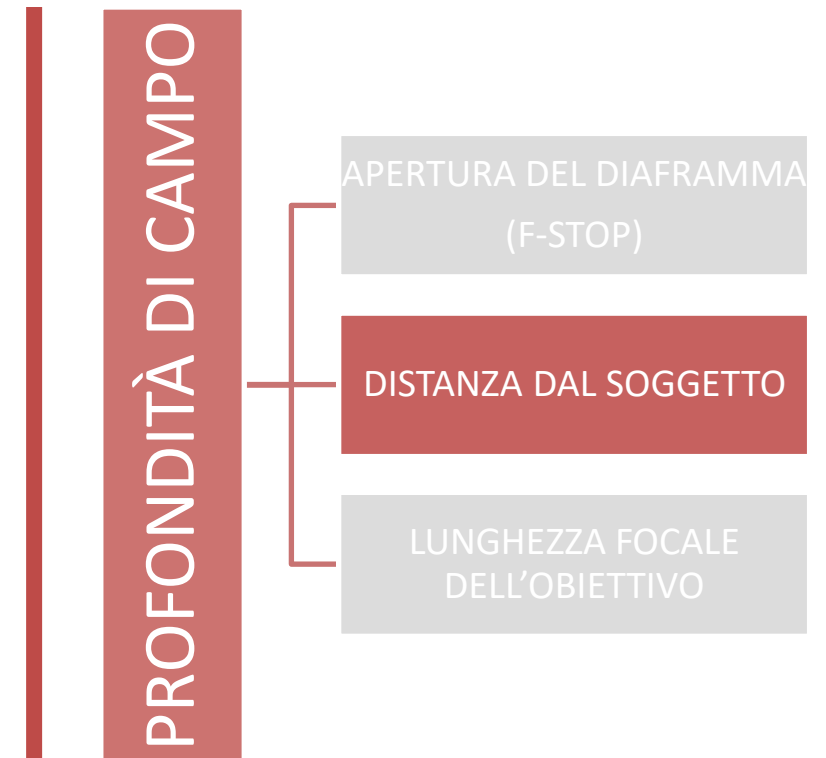 PROFONDITÀ DI CAMPO
APERTURA DEL DIAFRAMMA
(F-STOP)
DISTANZA DAL SOGGETTO
LUNGHEZZA FOCALE
DELL’OBIETTIVO